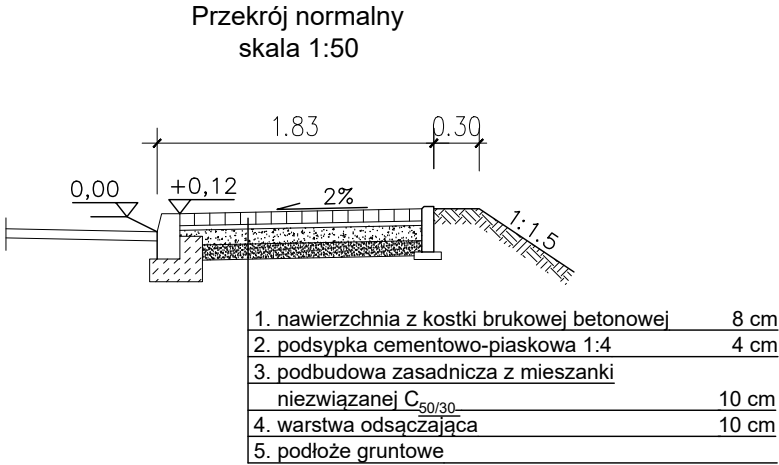 Przekrój normalny
skala 1:50
1.83
0.30
0,00
+0,12
2%
1:1.5
1. nawierzchnia z kostki brukowej betonowej 8 cm
2. podsypka cementowo-piaskowa 1:4 4 cm
3. podbudowa zasadnicza z mieszanki
niezwiązanej C50/30 10 cm
4. warstwa odsączająca 10 cm
5. podłoże gruntowe